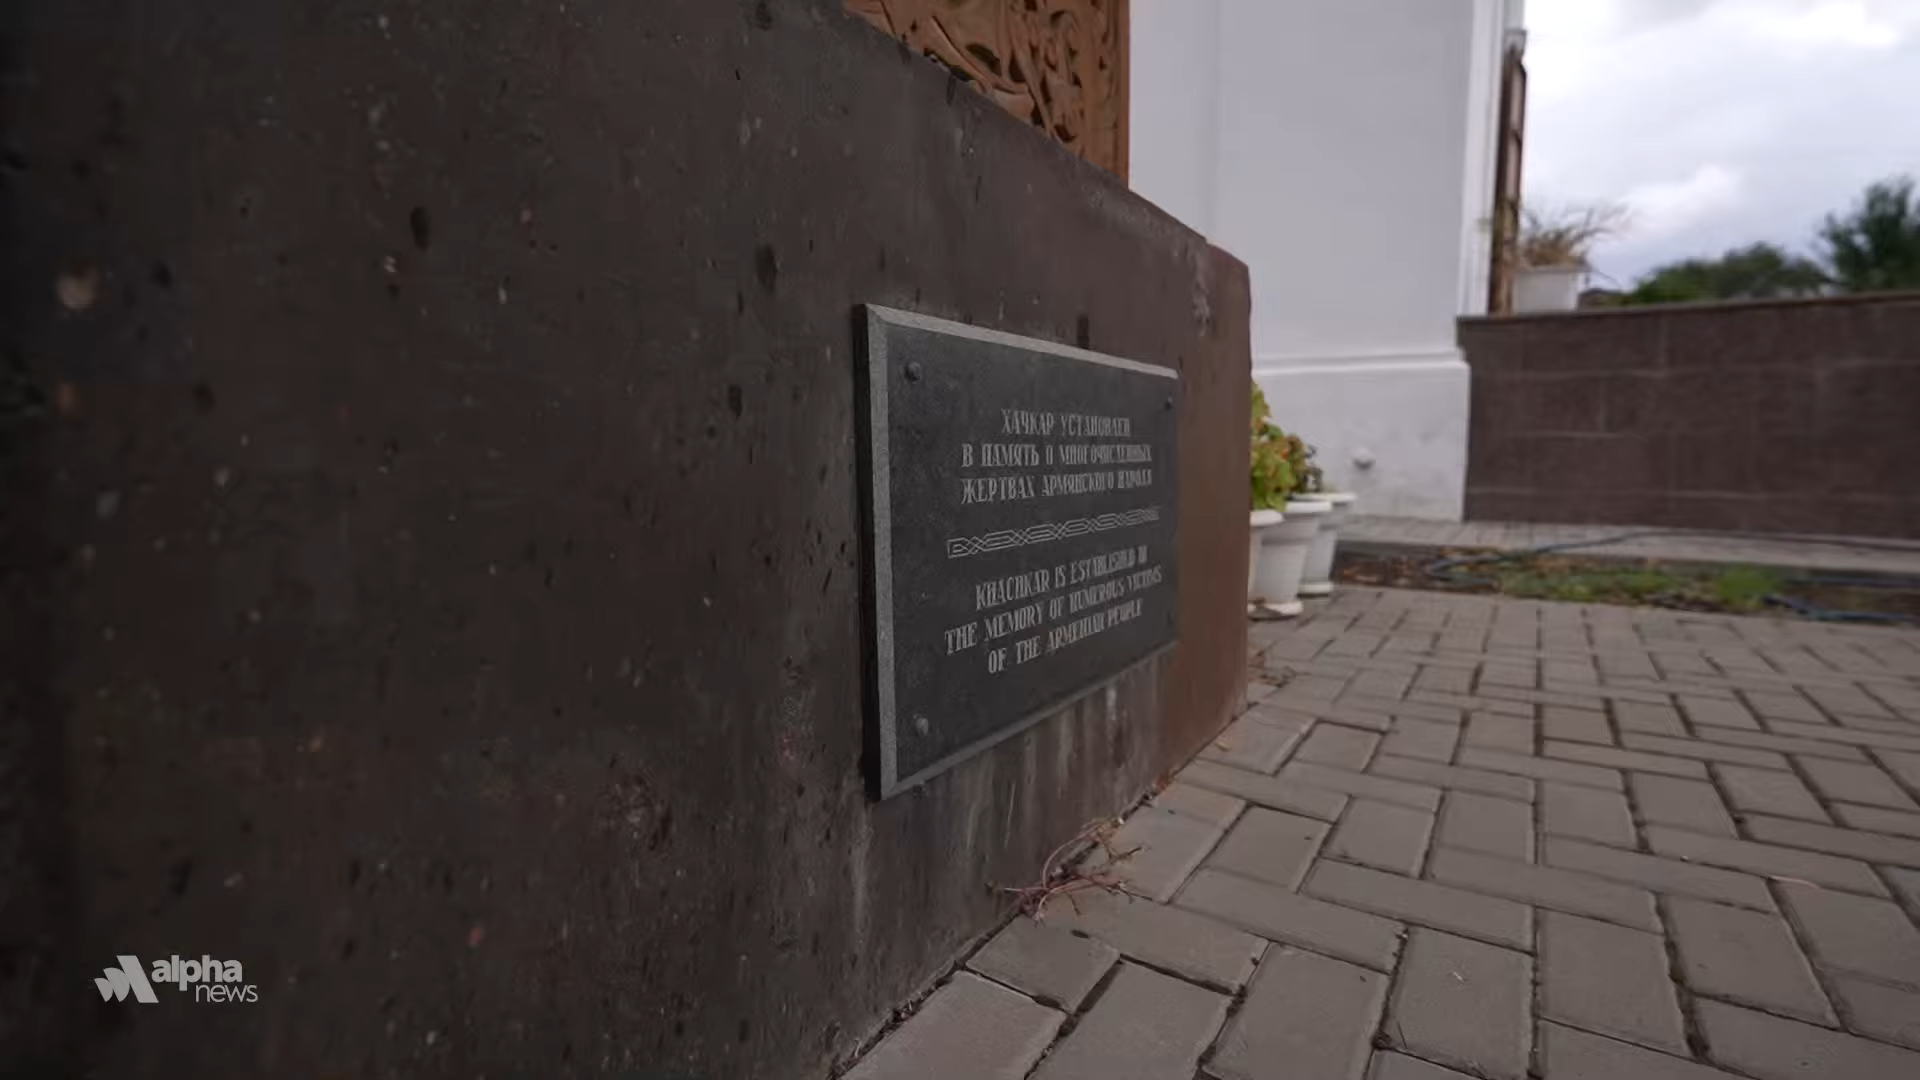 ХАЧКАР УСТАНОВЛЕН
В ПАМЯТЬ О МНОГОЧИСЛЕННЫХ
ЖЕРТВАХ АРМЯНСКОГО НАРОДА
KHACHKAR IS ESTABLISHED IN
THE MEMORY OF NUMEROUS VICTIMS
OF THE ARMENIAN PEOPLE
alpha
news